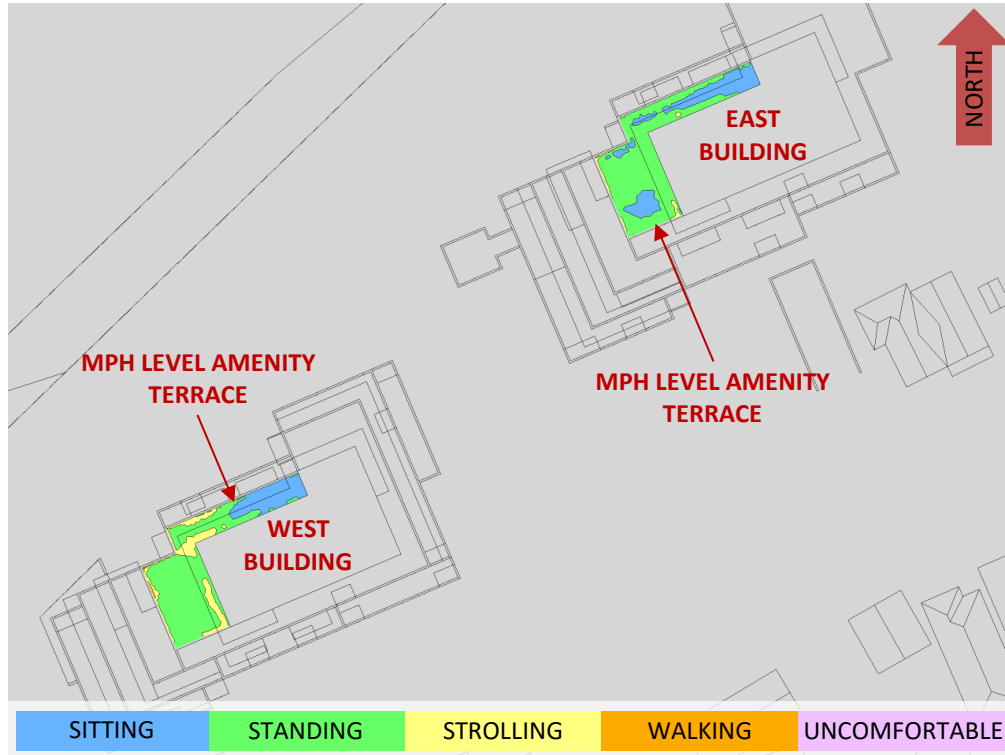 NORTH
EAST
BUILDING
MPH LEVEL AMENITY
TERRACE
MPH LEVEL AMENITY
TERRACE
WEST
BUILDING
SITTING
STANDING
STROLLING
WALKING
UNCOMFORTABLE